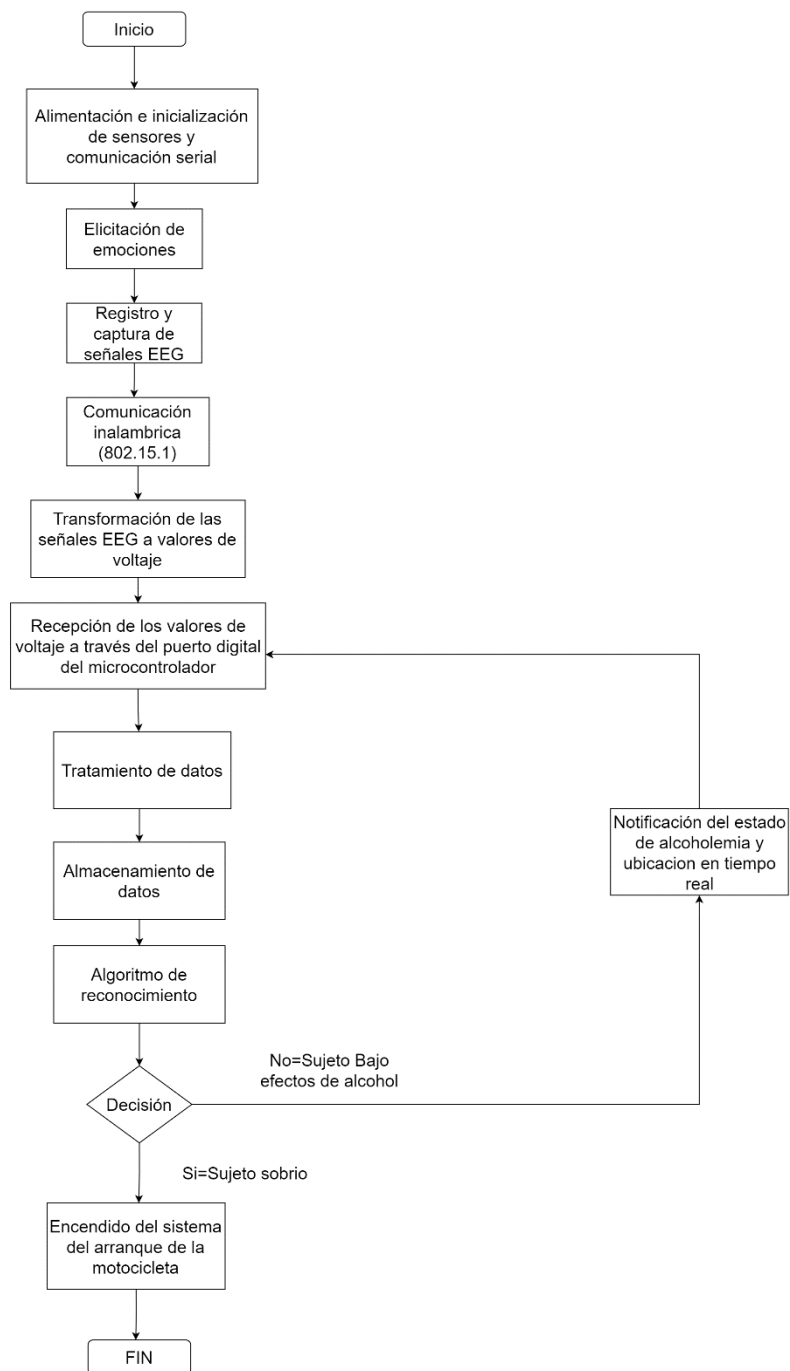 Inicio
Alimentación e inicialización
de sensores y
comunicación serial
Elicitación de
emociones
Registro y
captura de
señales EEG
Comunicación
inalambrica
(802.15.1)
Transformación de las
señales EEG a valores de
voltaje
Recepción de los valores de
voltaje a través del puerto digital
del microcontrolador
Tratamiento de datos
Notificación del estado
de alcoholemia y
ubicacion en tiempo
real
Almacenamiento de
datos
Algoritmo de
reconocimiento
No=Sujeto Bajo
efectos de alcohol
Decisión
Si=Sujeto sobrio
Encendido del sistema
del arranque de la
motocicleta
FIN